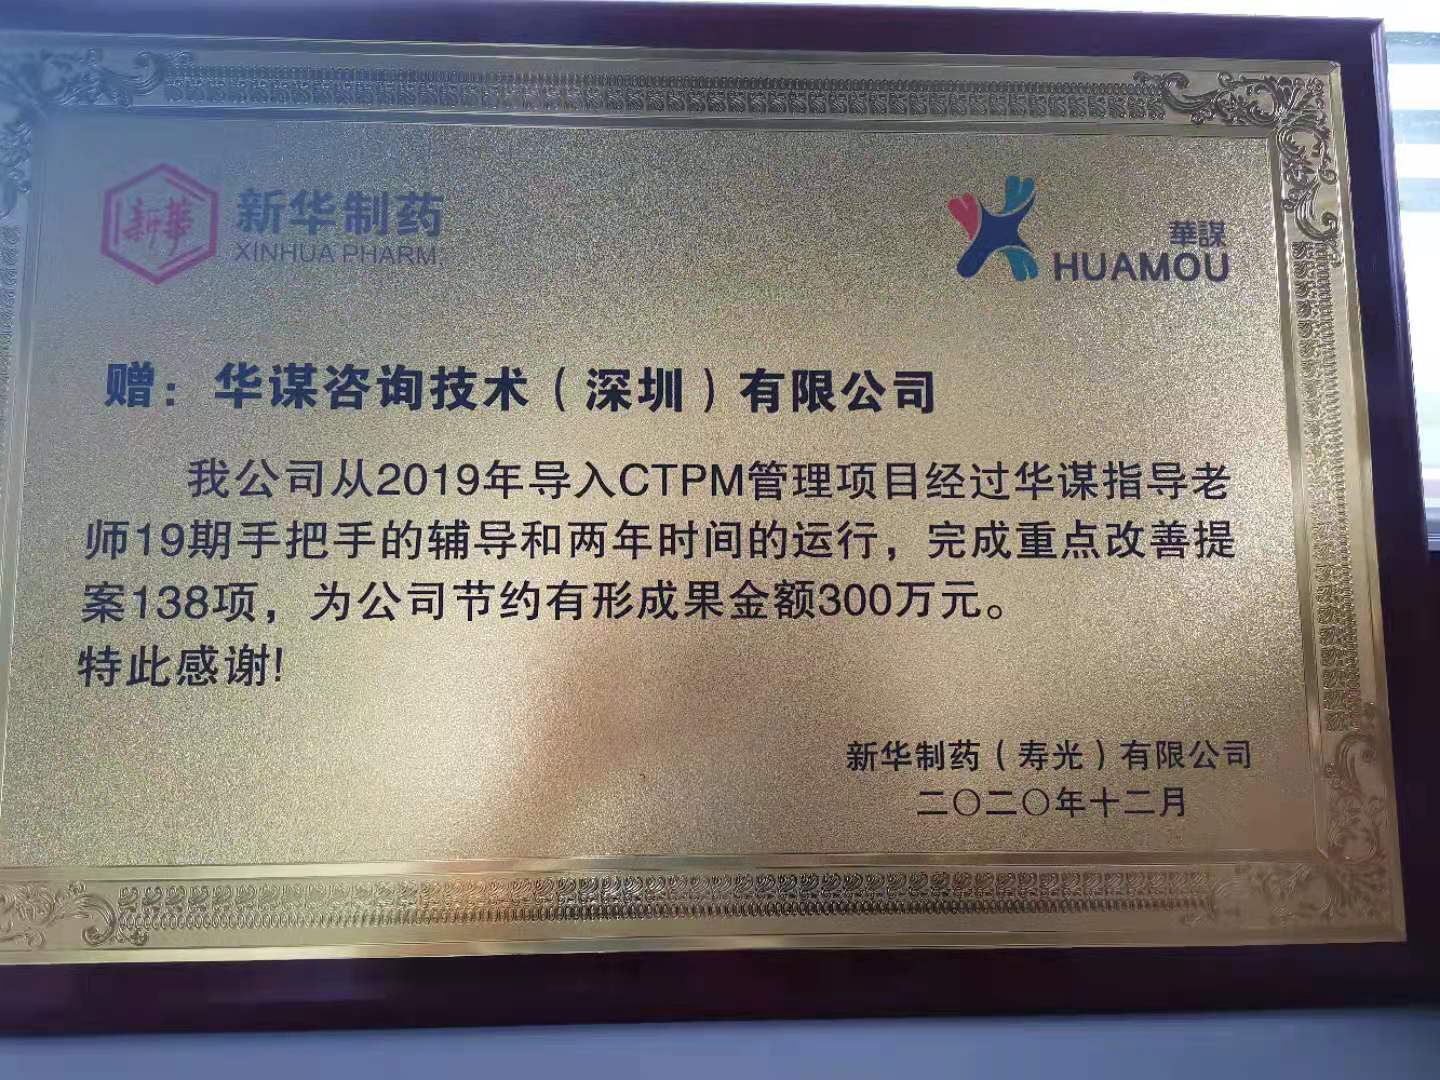 新華
新华制药
XINHUA PHARM.
華謀
HUAMOU
赠：华谋咨询技术（深圳）有限公司
我公司从2019年导入CTPM管理项目经过华谋指导老
师19期手把手的辅导和两年时间的运行，完成重点改善提
案138项，为公司节约有形成果金额300万元。
特此感谢!
新华制药（寿光）有限公司
二〇二〇年十二月